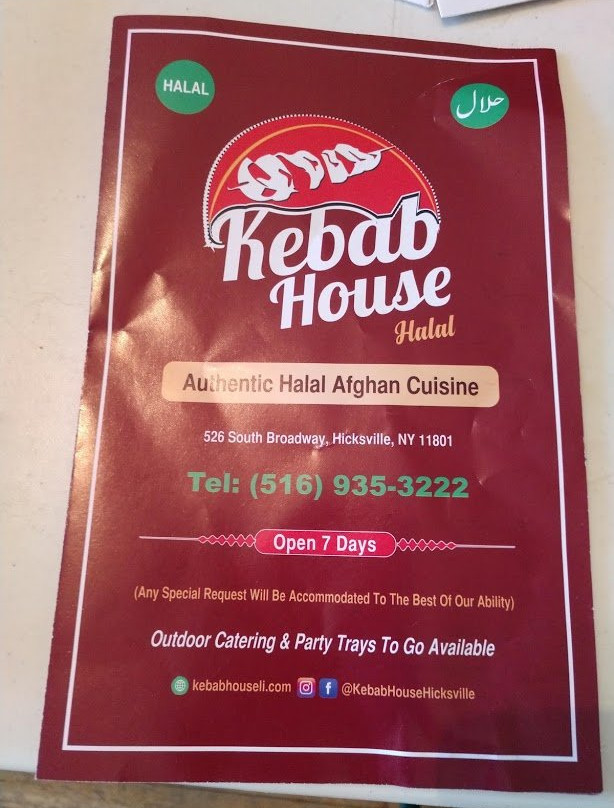 HALAL
حلال
Kebab
House
Halal
Authentic Halal Afghan Cuisine
526 South Broadway, Hicksville, NY 11801
Tel: (516) 935-3222
Open 7 Days
(Any Special Request Will Be Accommodated To The Best Of Our Ability)
Outdoor Catering & Party Trays To Go Available
kebabhouseli.com @KebabHouseHicksville